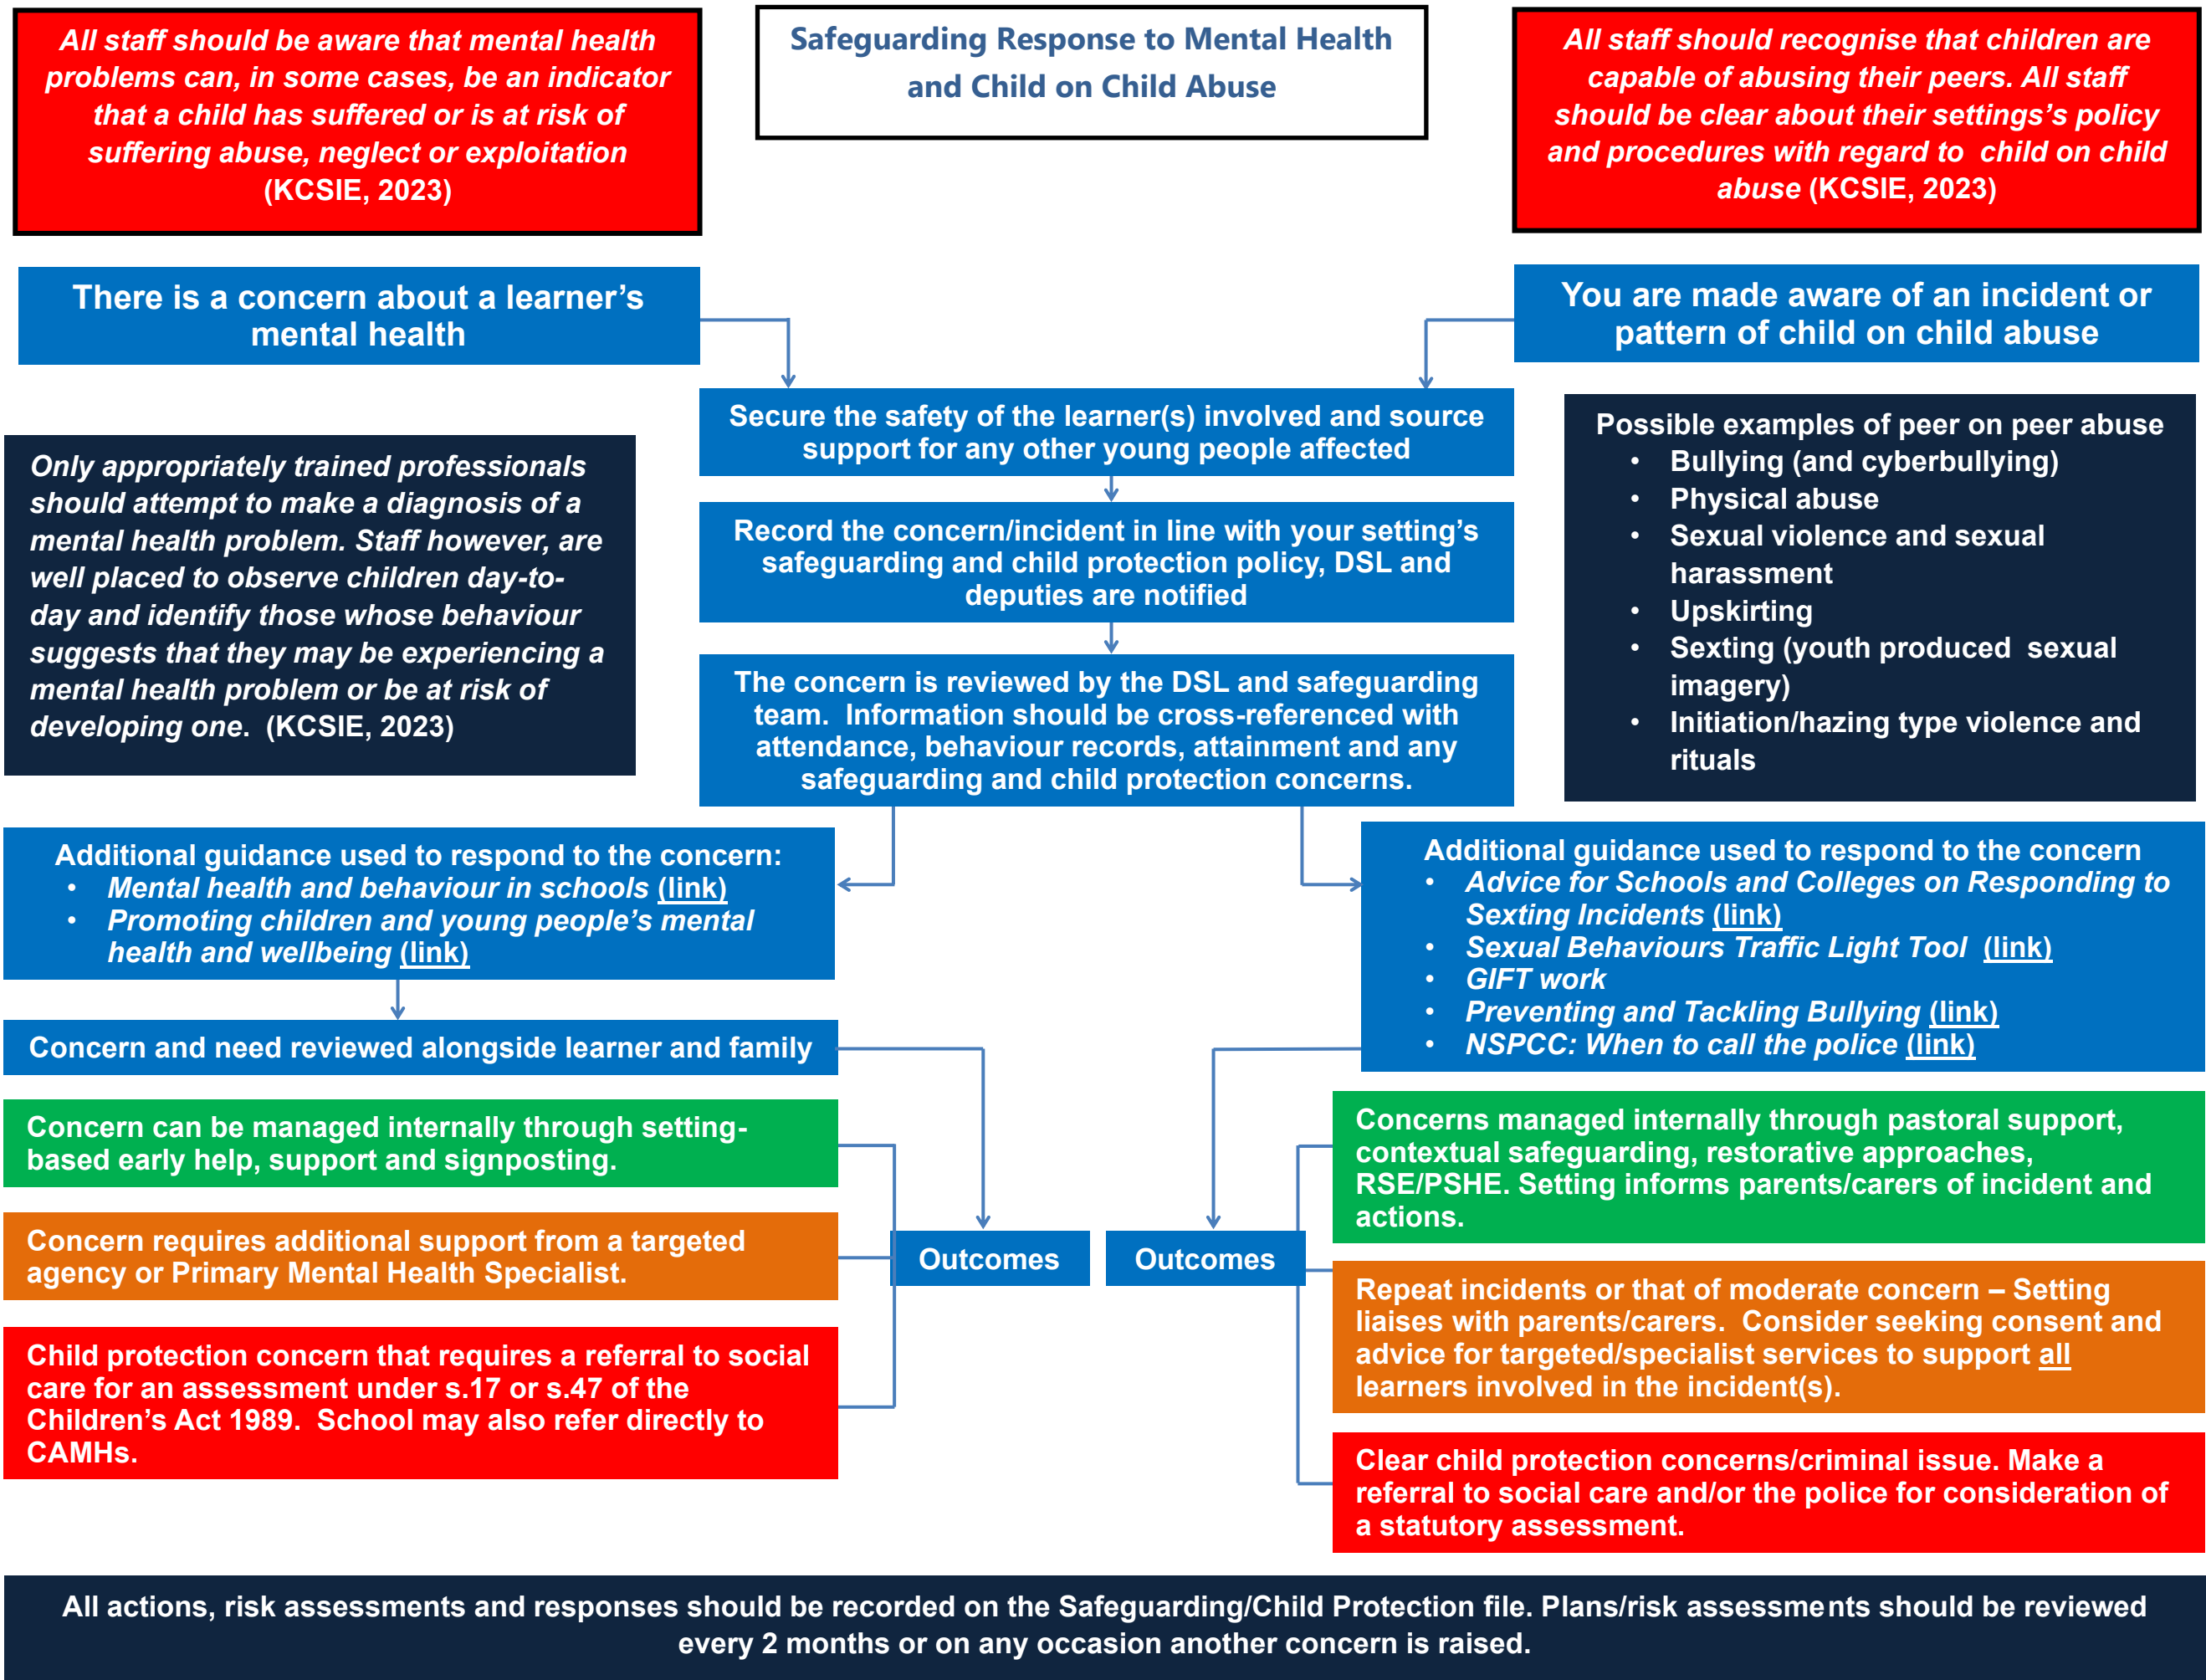 All staff should be aware that mental health
problems can, in some cases, be an indicator
that a child has suffered or is at risk of
suffering abuse, neglect or exploitation
(KCSIE, 2023)
Safeguarding Response to Mental Health
and Child on Child Abuse
All staff should recognise that children are
capable of abusing their peers. All staff
should be clear about their settings's policy
and procedures with regard to  child on child
abuse (KCSIE, 2023)
There is a concern about a learner's
mental health
You are made aware of an incident or
pattern of child on child abuse
Secure the safety of the learner(s) involved and source
support for any other young people affected
Only appropriately trained professionals
should attempt to make a diagnosis of a
mental health problem. Staff however, are
well placed to observe children day-to-
day and identify those whose behaviour
suggests that they may be experiencing a
mental health problem or be at risk of
developing one.  (KCSIE, 2023)
Record the concern/incident in line with your setting's
safeguarding and child protection policy, DSL and
deputies are notified
Possible examples of peer on peer abuse
• Bullying (and cyberbullying)
• Physical abuse
• Sexual violence and sexual
harassment
• Upskirting
• Sexting (youth produced  sexual
imagery)
• Initiation/hazing type violence and
rituals
The concern is reviewed by the DSL and safeguarding
team.  Information should be cross-referenced with
attendance, behaviour records, attainment and any
safeguarding and child protection concerns.
Additional guidance used to respond to the concern:
• Mental health and behaviour in schools (link)
• Promoting children and young people's mental
health and wellbeing (link)
Additional guidance used to respond to the concern
• Advice for Schools and Colleges on Responding to
Sexting Incidents (link)
• Sexual Behaviours Traffic Light Tool  (link)
• GIFT work
• Preventing and Tackling Bullying (link)
• NSPCC: When to call the police (link)
Concern and need reviewed alongside learner and family
Concern can be managed internally through setting-
based early help, support and signposting.
Concern requires additional support from a targeted
agency or Primary Mental Health Specialist.
Child protection concern that requires a referral to social
care for an assessment under s.17 or s.47 of the
Children's Act 1989.  School may also refer directly to
CAMHs.
Outcomes
Outcomes
Concerns managed internally through pastoral support,
contextual safeguarding, restorative approaches,
RSE/PSHE. Setting informs parents/carers of incident and
actions.
Repeat incidents or that of moderate concern – Setting
liaises with parents/carers.  Consider seeking consent and
advice for targeted/specialist services to support all
learners involved in the incident(s).
Clear child protection concerns/criminal issue. Make a
referral to social care and/or the police for consideration of
a statutory assessment.
All actions, risk assessments and responses should be recorded on the Safeguarding/Child Protection file. Plans/risk assessments should be reviewed
every 2 months or on any occasion another concern is raised.